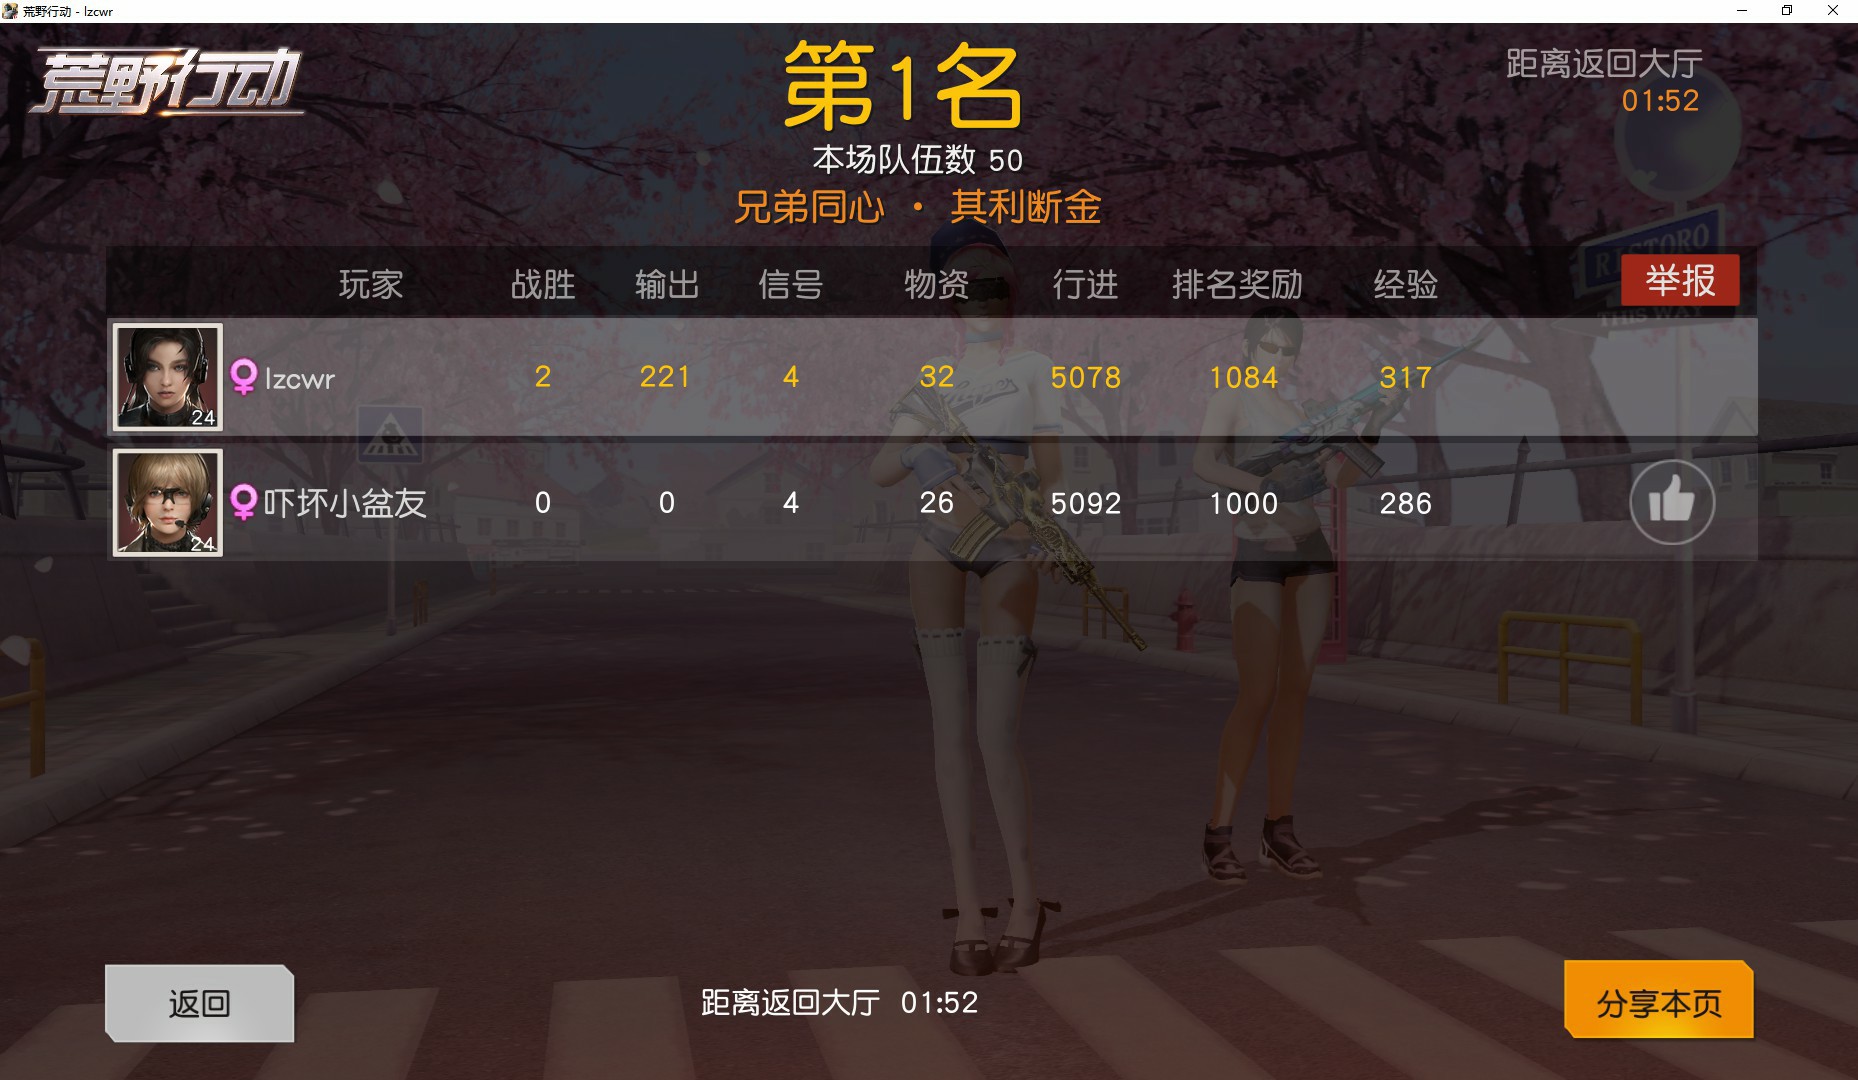 荒野行动 - lzcwr
荒野行动
第1名
距离返回大厅
01:52
本场队伍数 50
兄弟同心 · 其利断金
RISTORO
THIS WAY
玩家 战胜 输出 信号 物资 行进 排名奖励 经验 举报
24 lzcwr 2 221 4 32 5078 1084 317
24 吓坏小盆友 0 0 4 26 5092 1000 286
返回
距离返回大厅 01:52
分享本页